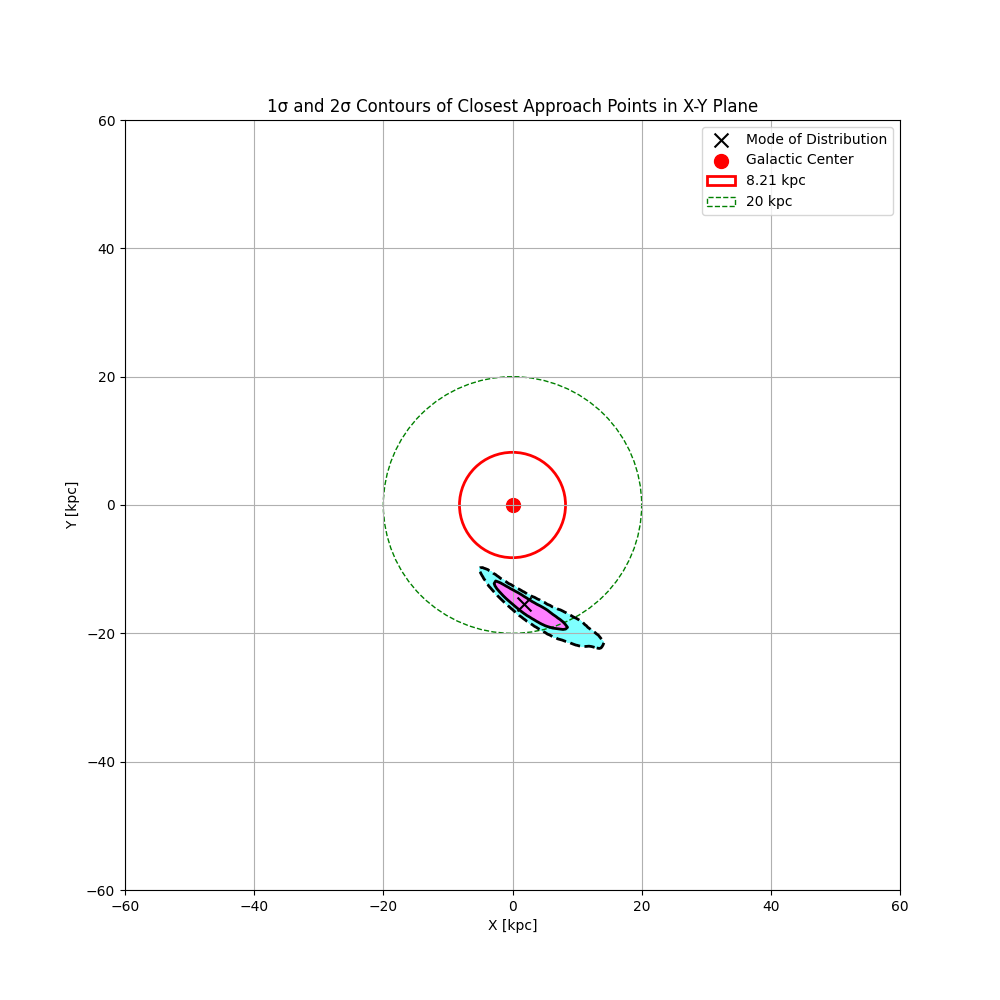 1σ and 2σ Contours of Closest Approach Points in X-Y Plane
Mode of Distribution
Galactic Center
8.21 kpc
20 kpc
60
40
20
0
−20
−40
−60
Y [kpc]
−60 −40 −20 0 20 40 60
X [kpc]